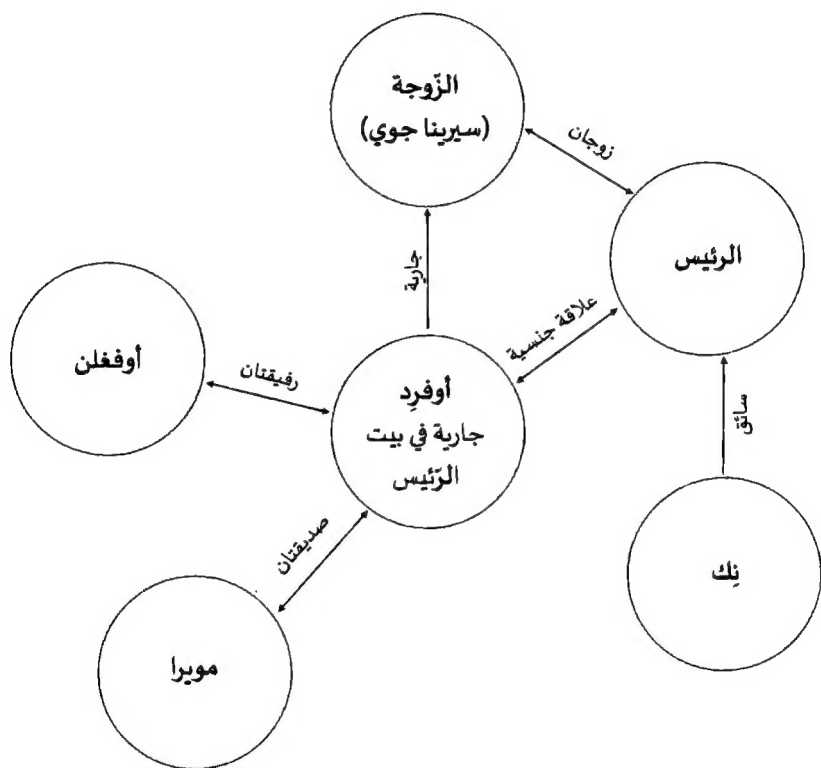 الزّوجة
(سيرينا جوي)
زوجان
الرئيس
جارية
علاقة جنسية
أوفغلن
رفيقتان
أوفرِد
جارية في بيت
الرّئيس
سائق
صديقتان
نِك
مويرا